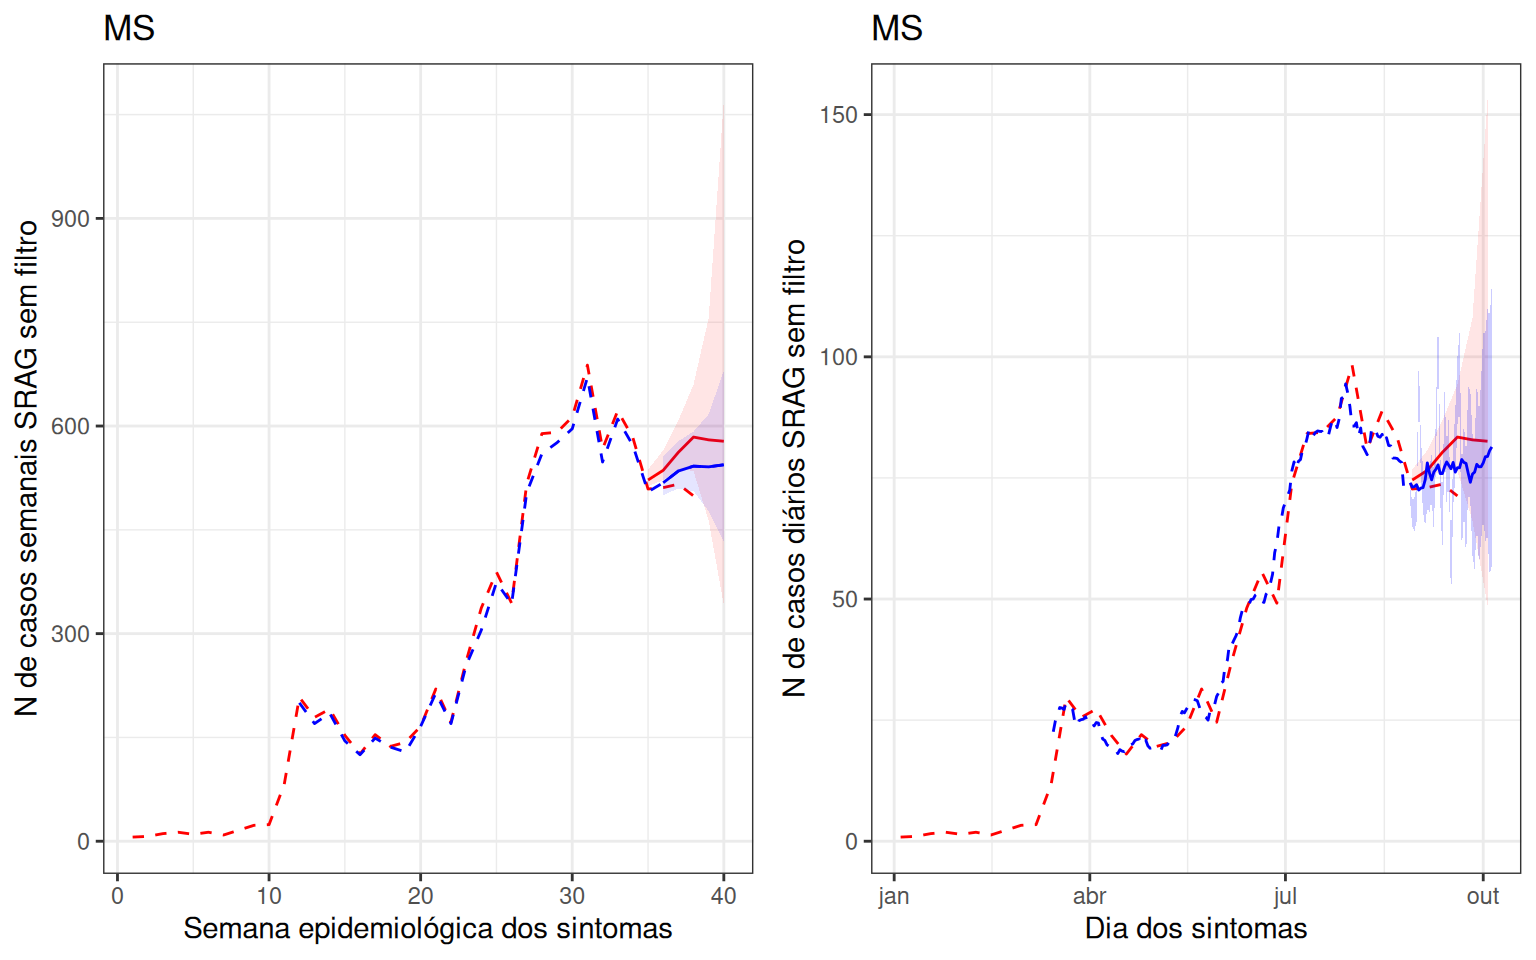 MS
N de casos semanais SRAG sem filtro
900
600
300
0
0 10 20 30 40
Semana epidemiológica dos sintomas
MS
N de casos diários SRAG sem filtro
150
100
50
0
jan abr jul out
Dia dos sintomas